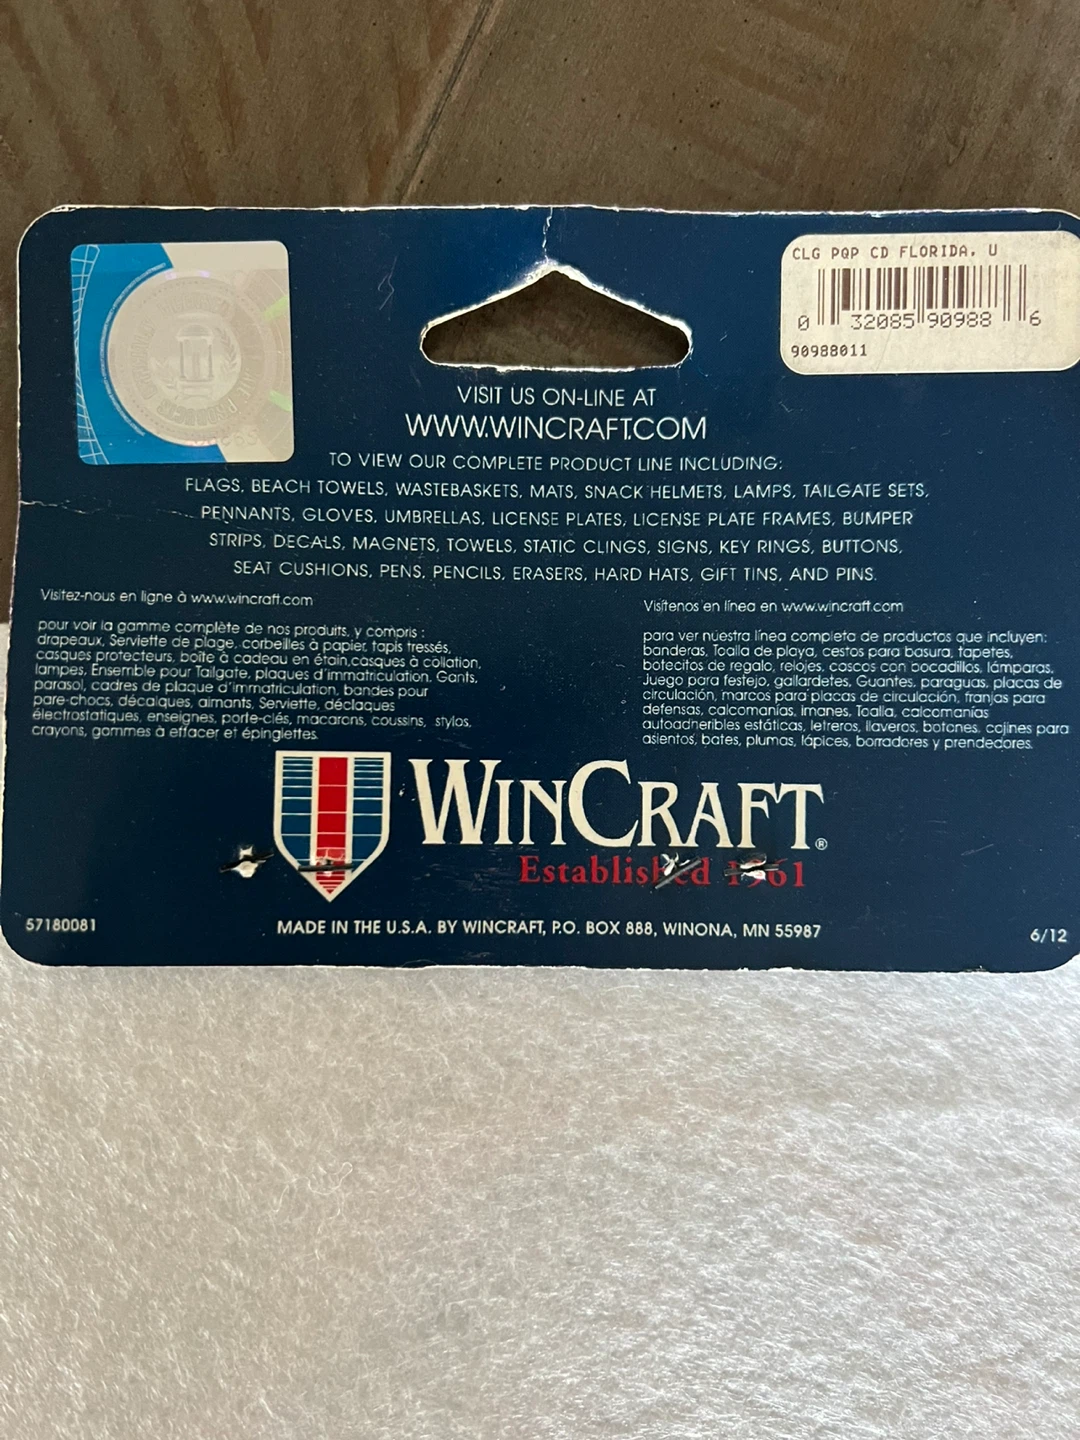 CLG PQP CD FLORIDA, U
0 32085 90988 6
90988011
VISIT US ON-LINE AT
WWW.WINCRAFT.COM
TO VIEW OUR COMPLETE PRODUCT LINE INCLUDING:
FLAGS, BEACH TOWELS, WASTEBASKETS, MATS, SNACK HELMETS, LAMPS, TAILGATE SETS,
PENNANTS, GLOVES, UMBRELLAS, LICENSE PLATES, LICENSE PLATE FRAMES, BUMPER
STRIPS, DECALS, MAGNETS, TOWELS, STATIC CLINGS, SIGNS, KEY RINGS, BUTTONS,
SEAT CUSHIONS, PENS, PENCILS, ERASERS, HARD HATS, GIFT TINS, AND PINS.
Visitez-nous en ligne à www.wincraft.com
pour voir la gamme complète de nos produits, y compris :
drapeaux, Serviette de plage, corbeilles à papier, tapis tressés,
casques protecteurs, boîte à cadeau en étain,casques à collation,
lampes, Ensemble pour Tailgate, plaques d'immatriculation, Gants,
parasol, cadres de plaque d'immatriculation, bandes pour
pare-chocs, décalques, aimants, Serviette, déclaques
électrostatiques, enseignes, porte-clés, macarons, coussins, stylos,
crayons, gommes à effacer et épinglettes.
Visítenos en línea en www.wincraft.com
para ver nuestra línea completa de productos que incluyen:
banderas, Toalla de playa, cestos para basura, tapetes,
botecitos de regalo, relojes, cascos con bocadillos, lámparas,
Juego para festejo, gallardetes, Guantes, paraguas, placas de
circulación, marcos para placas de circulación, franjas para
defensas, calcomanías, imanes, Toalla, calcomanías
autoadheribles estáticas, letreros, llaveros, botones, cojines para
asientos, bates, plumas, lápices, borradores y prendedores.
WINCRAFT®
Established 1961
57180081
MADE IN THE U.S.A. BY WINCRAFT, P.O. BOX 888, WINONA, MN 55987
6/12